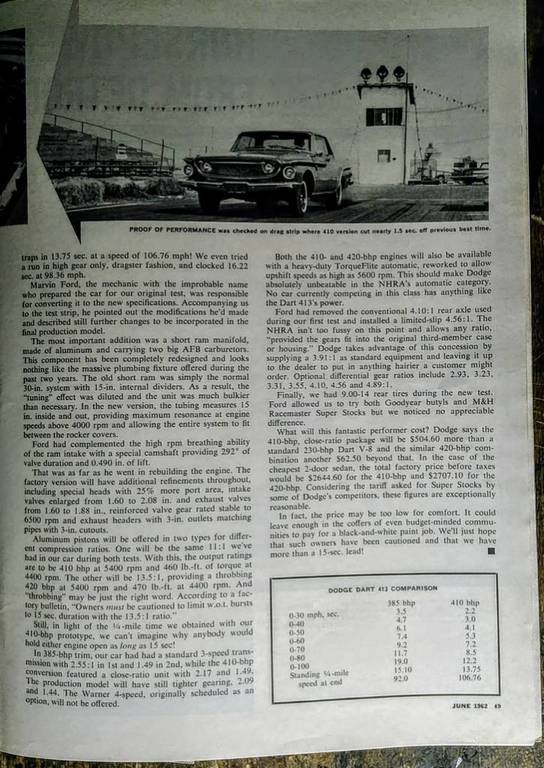 PROOF OF PERFORMANCE was checked on drag strip where 410 version cut nearly 1.5 sec. off previous best time.
traps in 13.75 sec. at a speed of 106.76 mph! We even tried
a run in high gear only, dragster fashion, and clocked 16.22
sec. at 98.36 mph.
Marvin Ford, the mechanic with the improbable name
who prepared the car for our original test, was responsible
for converting it to the new specifications. Accompanying us
to the test strip, he pointed out the modifications he'd made
and described still further changes to be incorporated in the
final production model.
The most important addition was a short ram manifold,
made of aluminum and carrying two big AFB carburetors.
This component has been completely redesigned and looks
nothing like the massive plumbing fixture offered during the
past two years. The old short ram was simply the normal
30-in. system with 15-in. internal dividers. As a result, the
"tuning" effect was diluted and the unit was much bulkier
than necessary. In the new version, the tubing measures 15
in. inside and out, providing maximum resonance at engine
speeds above 4000 rpm and allowing the entire system to fit
between the rocker covers.
Ford had complemented the high rpm breathing ability
of the ram intake with a special camshaft providing 292° of
valve duration and 0.490 in. of lift.
That was as far as he went in rebuilding the engine. The
factory version will have additional refinements throughout,
including special heads with 25% more port area, intake
valves enlarged from 1.60 to 2.08 in. and exhaust valves
from 1.60 to 1.88 in., reinforced valve gear rated stable to
6500 rpm and exhaust headers with 3-in. outlets matching
pipes with 3-in. cutouts.
Aluminum pistons will be offered in two types for differ-
ent compression ratios. One will be the same 11:1 we've
had in our car during both tests. With this, the output ratings
are to be 410 bhp at 5400 rpm and 460 lb.-ft. of torque at
4400 rpm. The other will be 13.5:1, providing a throbbing
420 bhp at 5400 rpm and 470 lb.-ft. at 4400 rpm. And
"throbbing" may be just the right word. According to a fac-
tory bulletin, "Owners must be cautioned to limit w.o.t. bursts
to 15 sec. duration with the 13.5:1 ratio."
Still, in light of the ¼-mile time we obtained with our
410-bhp prototype, we can't imagine why anybody would
hold either engine open as long as 15 sec!
In 385-bhp trim, our car had had a standard 3-speed trans-
mission with 2.55:1 in 1st and 1.49 in 2nd, while the 410-bhp
conversion featured a close-ratio unit with 2.17 and 1.49.
The production model will have still tighter gearing, 2.09
and 1.44. The Warner 4-speed, originally scheduled as an
option, will not be offered.
Both the 410- and 420-bhp engines will also be available
with a heavy-duty TorqueFlite automatic, reworked to allow
upshift speeds as high as 5600 rpm. This should make Dodge
absolutely unbeatable in the NHRA's automatic category.
No car currently competing in this class has anything like
the Dart 413's power.
Ford had removed the conventional 4.10:1 rear axle used
during our first test and installed a limited-slip 4.56:1. The
NHRA isn't too fussy on this point and allows any ratio,
"provided the gears fit into the original third-member case
or housing." Dodge takes advantage of this concession by
supplying a 3.91:1 as standard equipment and leaving it up
to the dealer to put in anything hairier a customer might
order. Optional differential gear ratios include 2.93, 3.23,
3.31, 3.55, 4.10, 4.56 and 4.89:1.
Finally, we had 9.00-14 rear tires during the new test.
Ford allowed us to try both Goodyear butyls and M&H
Racemaster Super Stocks but we noticed no appreciable
difference.
What will this fantastic performer cost? Dodge says the
410-bhp, close-ratio package will be $504.60 more than a
standard 230-bhp Dart V-8 and the similar 420-bhp com-
bination another $62.50 beyond that. In the case of the
cheapest 2-door sedan, the total factory price before taxes
would be $2644.60 for the 410-bhp and $2707.10 for the
420-bhp. Considering the tariff asked for Super Stocks by
some of Dodge's competitors, these figures are exceptionally
reasonable.
In fact, the price may be too low for comfort. It could
leave enough in the coffers of even budget-minded commu-
nities to pay for a black-and-white paint job. We'll just hope
that such owners have been cautioned and that we have
more than a 15-sec. lead!
DODGE DART 413 COMPARISON
385 bhp 410 bhp
0-30 mph, sec. 3.5 2.2
0-40 4.7 3.0
0-50 6.1 4.1
0-60 7.4 5.3
0-70 9.2 7.2
0-80 11.7 8.5
0-100 19.0 12.2
Standing ¼-mile 15.10 13.75
speed at end 92.0 106.76
JUNE 1962 49